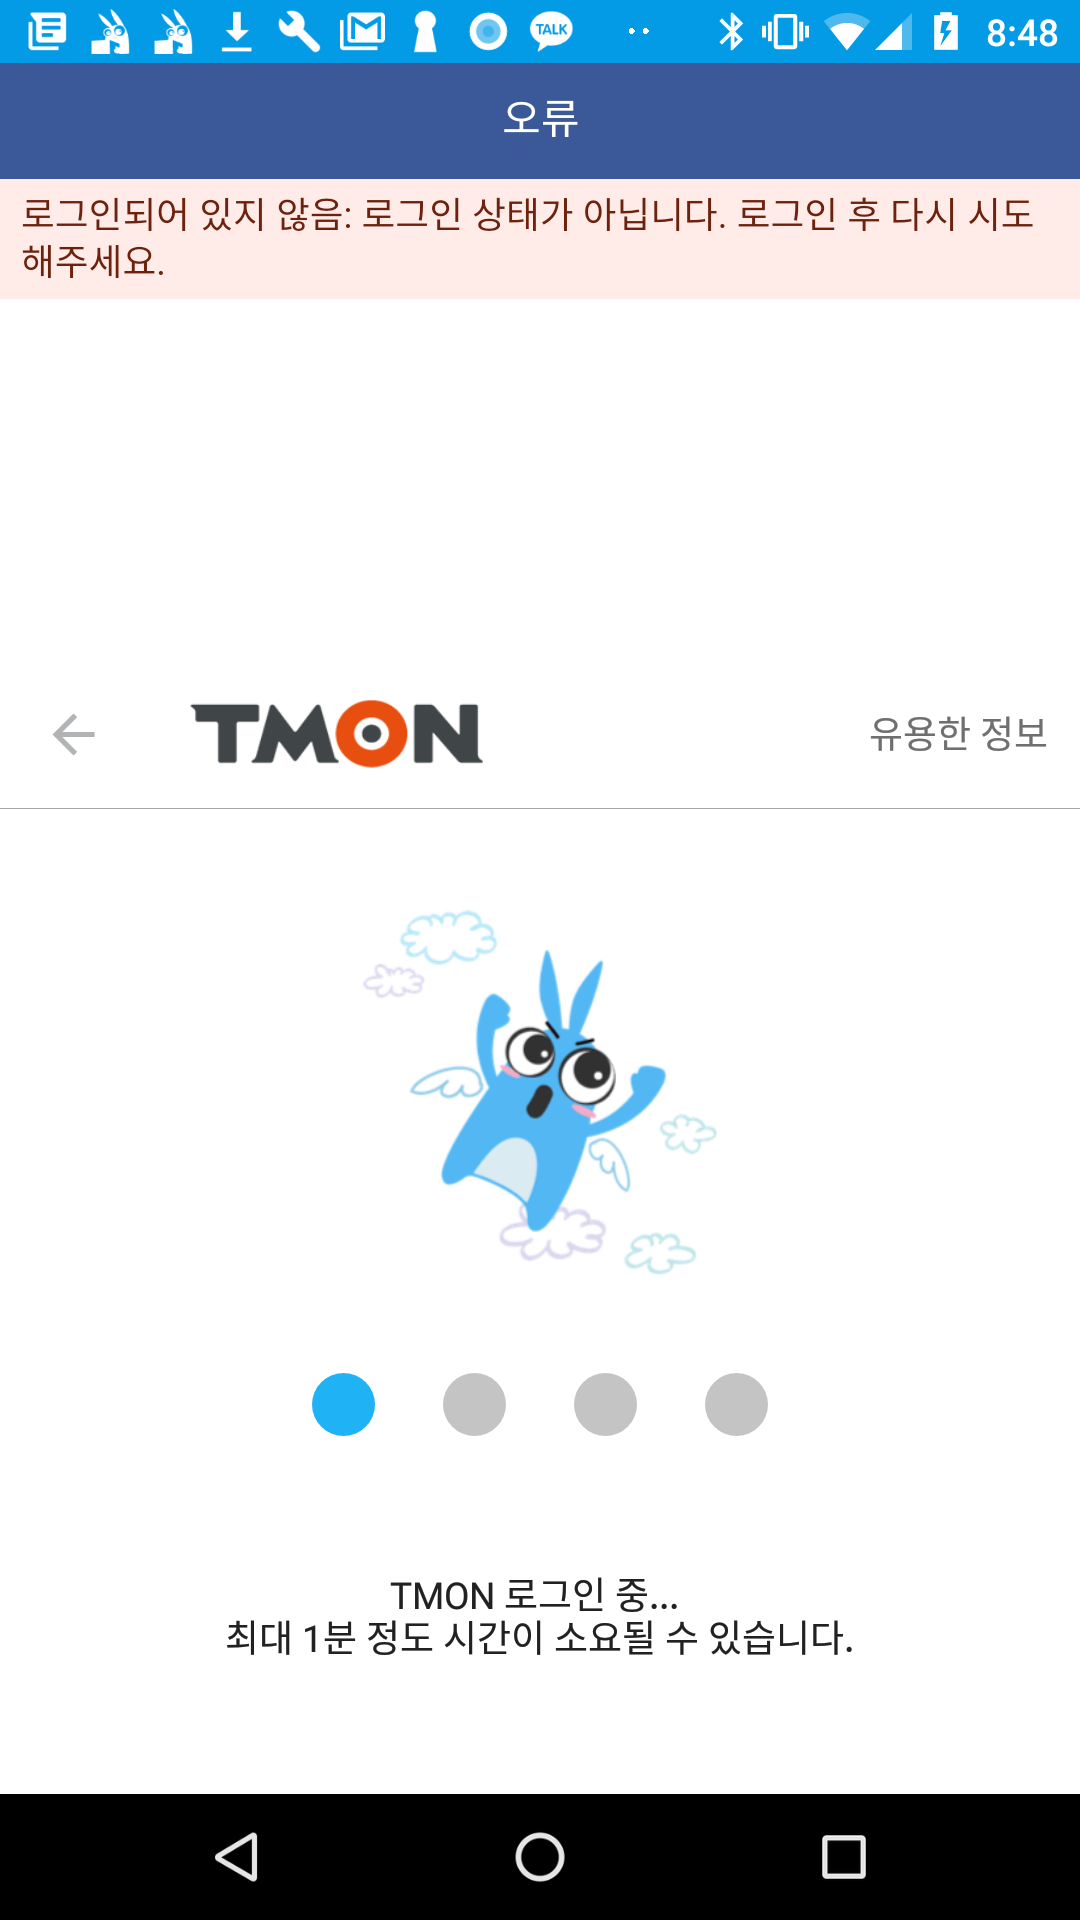 TALK
8:48
오류
로그인되어 있지 않음: 로그인 상태가 아닙니다. 로그인 후 다시 시도
해주세요.
TMON
유용한 정보
TMON 로그인 중...
최대 1분 정도 시간이 소요될 수 있습니다.